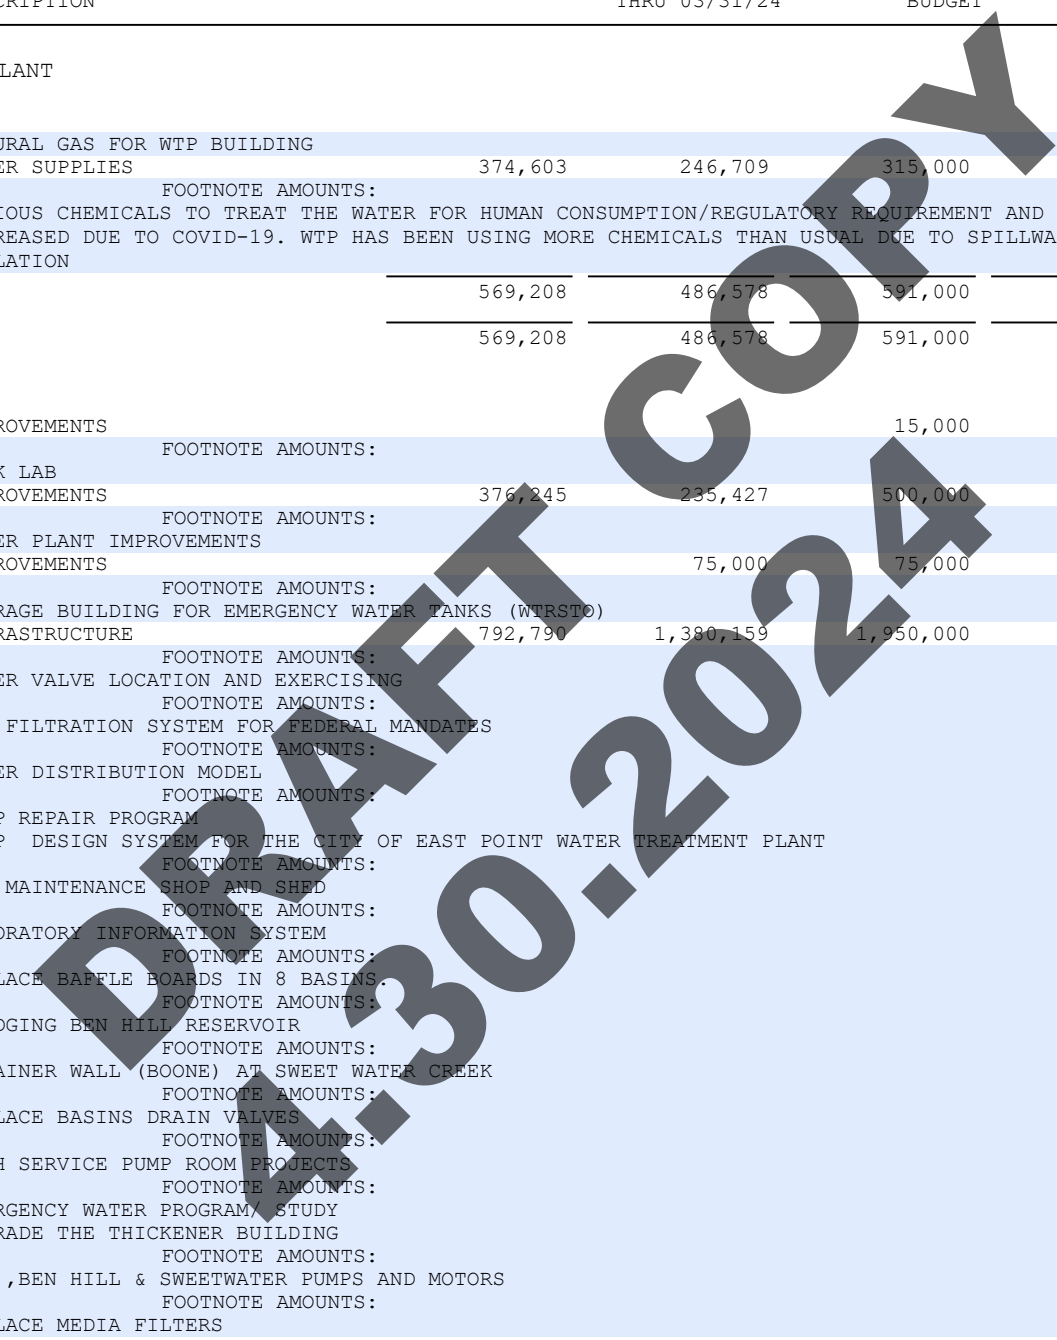 CRIPTION THRU 03/31/24 BUDGET
LANT
URAL GAS FOR WTP BUILDING
ER SUPPLIES 374,603 246,709 315,000
FOOTNOTE AMOUNTS:
IOUS CHEMICALS TO TREAT THE WATER FOR HUMAN CONSUMPTION/REGULATORY REQUIREMENT AND
REASED DUE TO COVID-19. WTP HAS BEEN USING MORE CHEMICALS THAN USUAL DUE TO SPILLWA
LATION
569,208 486,578 591,000
569,208 486,578 591,000
ROVEMENTS 15,000
FOOTNOTE AMOUNTS:
K LAB
ROVEMENTS 376,245 235,427 500,000
FOOTNOTE AMOUNTS:
ER PLANT IMPROVEMENTS
ROVEMENTS 75,000 75,000
FOOTNOTE AMOUNTS:
RAGE BUILDING FOR EMERGENCY WATER TANKS (WTRSTO)
RASTRUCTURE 792,790 1,380,159 1,950,000
FOOTNOTE AMOUNTS:
ER VALVE LOCATION AND EXERCISING
FOOTNOTE AMOUNTS:
FILTRATION SYSTEM FOR FEDERAL MANDATES
FOOTNOTE AMOUNTS:
ER DISTRIBUTION MODEL
FOOTNOTE AMOUNTS:
P REPAIR PROGRAM
P DESIGN SYSTEM FOR THE CITY OF EAST POINT WATER TREATMENT PLANT
FOOTNOTE AMOUNTS:
MAINTENANCE SHOP AND SHED
FOOTNOTE AMOUNTS:
ORATORY INFORMATION SYSTEM
FOOTNOTE AMOUNTS:
LACE BAFFLE BOARDS IN 8 BASINS.
FOOTNOTE AMOUNTS:
DGING BEN HILL RESERVOIR
FOOTNOTE AMOUNTS:
AINER WALL (BOONE) AT SWEET WATER CREEK
FOOTNOTE AMOUNTS:
LACE BASINS DRAIN VALVES
FOOTNOTE AMOUNTS:
H SERVICE PUMP ROOM PROJECTS
FOOTNOTE AMOUNTS:
RGENCY WATER PROGRAM/ STUDY
RADE THE THICKENER BUILDING
FOOTNOTE AMOUNTS:
,BEN HILL & SWEETWATER PUMPS AND MOTORS
FOOTNOTE AMOUNTS:
LACE MEDIA FILTERS
DRAFT COPY
4.30.2024